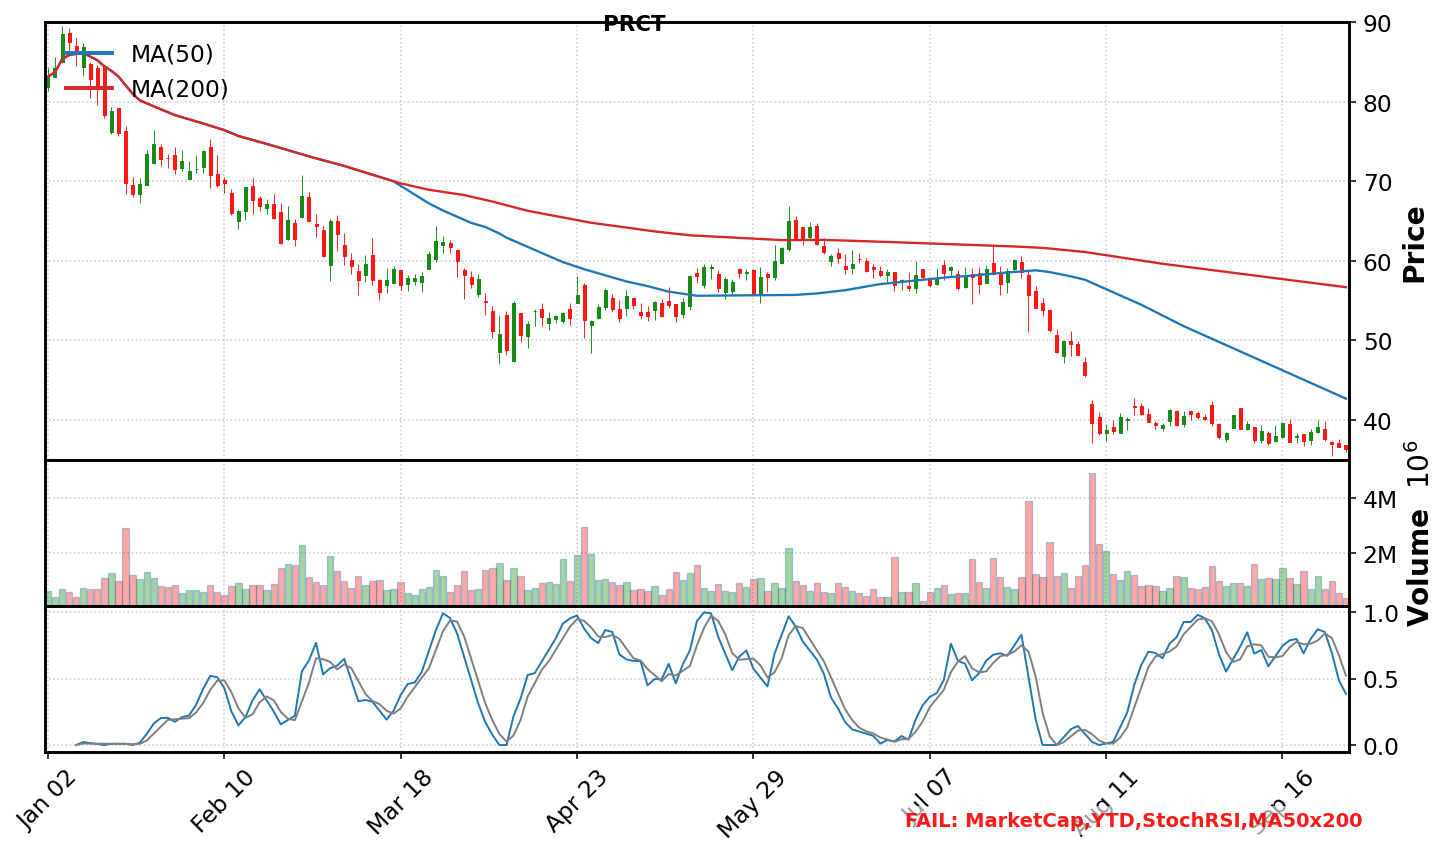 PRCT
MA(50)
MA(200)
90
80
70
60
50
40
Price
4M
2M
Volume 10^6
1.0
0.5
0.0
Jan 02
Feb 10
Mar 18
Apr 23
May 29
Jul 07
Aug 11
Sep 16
FAIL: MarketCap,YTD,StochRSI,MA50x200